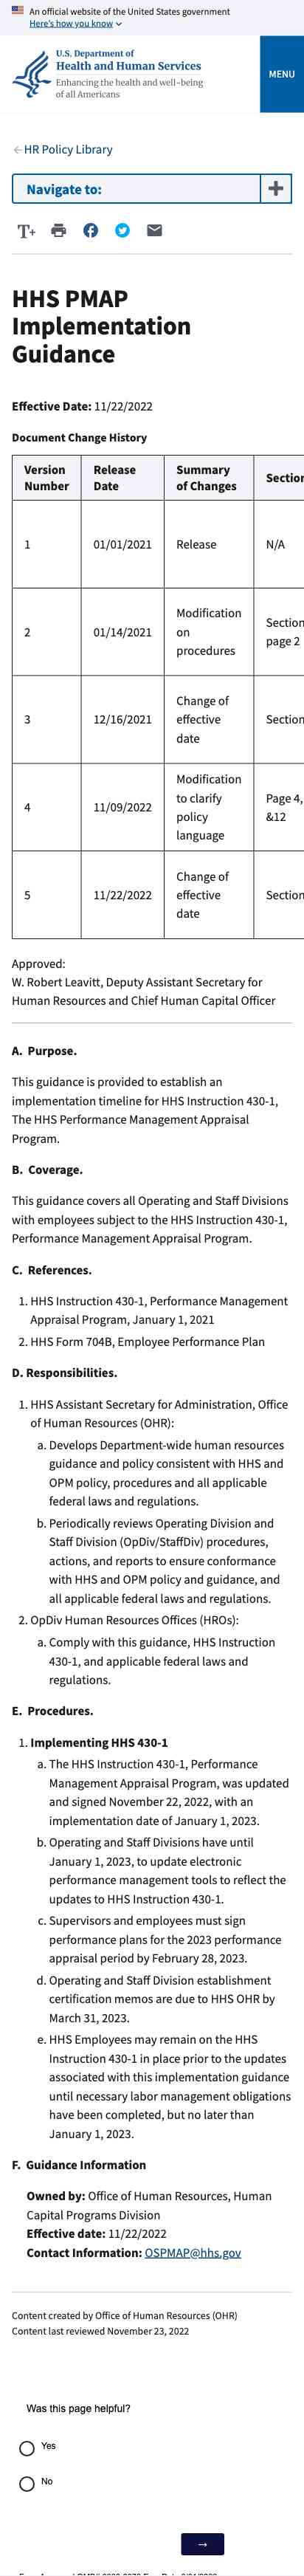 An official website of the United States government
Here's how you know
U.S. Department of
Health and Human Services
Enhancing the health and well-being
of all Americans
MENU
HR Policy Library
Navigate to:
T+
HHS PMAP
Implementation
Guidance
Effective Date: 11/22/2022
Document Change History
Version Number Release Date Summary of Changes Section
1 01/01/2021 Release N/A
2 01/14/2021 Modification on procedures Section page 2
3 12/16/2021 Change of effective date Section
4 11/09/2022 Modification to clarify policy language Page 4, &12
5 11/22/2022 Change of effective date Section
Approved:
W. Robert Leavitt, Deputy Assistant Secretary for
Human Resources and Chief Human Capital Officer
A. Purpose.
This guidance is provided to establish an
implementation timeline for HHS Instruction 430-1,
The HHS Performance Management Appraisal
Program.
B. Coverage.
This guidance covers all Operating and Staff Divisions
with employees subject to the HHS Instruction 430-1,
Performance Management Appraisal Program.
C. References.
1. HHS Instruction 430-1, Performance Management
Appraisal Program, January 1, 2021
2. HHS Form 704B, Employee Performance Plan
D. Responsibilities.
1. HHS Assistant Secretary for Administration, Office
of Human Resources (OHR):
a. Develops Department-wide human resources
guidance and policy consistent with HHS and
OPM policy, procedures and all applicable
federal laws and regulations.
b. Periodically reviews Operating Division and
Staff Division (OpDiv/StaffDiv) procedures,
actions, and reports to ensure conformance
with HHS and OPM policy and guidance, and
all applicable federal laws and regulations.
2. OpDiv Human Resources Offices (HROs):
a. Comply with this guidance, HHS Instruction
430-1, and applicable federal laws and
regulations.
E. Procedures.
1. Implementing HHS 430-1
a. The HHS Instruction 430-1, Performance
Management Appraisal Program, was updated
and signed November 22, 2022, with an
implementation date of January 1, 2023.
b. Operating and Staff Divisions have until
January 1, 2023, to update electronic
performance management tools to reflect the
updates to HHS Instruction 430-1.
c. Supervisors and employees must sign
performance plans for the 2023 performance
appraisal period by February 28, 2023.
d. Operating and Staff Division establishment
certification memos are due to HHS OHR by
March 31, 2023.
e. HHS Employees may remain on the HHS
Instruction 430-1 in place prior to the updates
associated with this implementation guidance
until necessary labor management obligations
have been completed, but no later than
January 1, 2023.
F. Guidance Information
Owned by: Office of Human Resources, Human
Capital Programs Division
Effective date: 11/22/2022
Contact Information: OSPMAP@hhs.gov
Content created by Office of Human Resources (OHR)
Content last reviewed November 23, 2022
Was this page helpful?
Yes
No